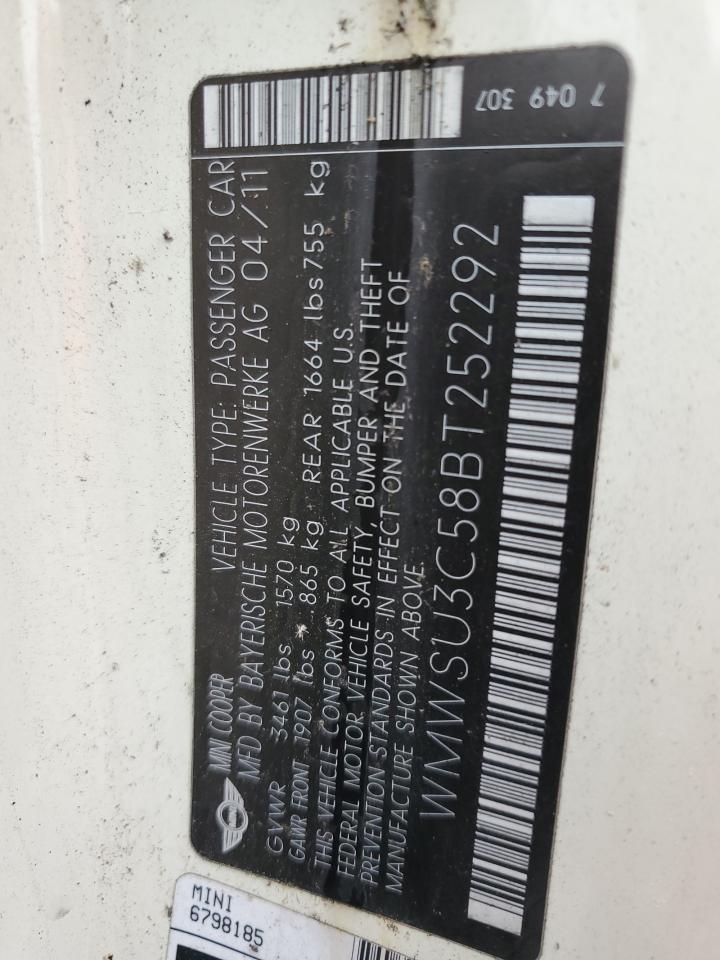 7 049 307
MINI COOPER VEHICLE TYPE: PASSENGER CAR
MFD BY BAYERISCHE MOTORENWERKE AG 04/11
GVWR 3461 lbs 1570 kg
GAWR FRONT 1907 lbs 865 kg REAR 1664 lbs 755 kg
THIS VEHICLE CONFORMS TO ALL APPLICABLE U.S.
FEDERAL MOTOR VEHICLE SAFETY, BUMPER AND THEFT
PREVENTION STANDARDS IN EFFECT ON THE DATE OF
MANUFACTURE SHOWN ABOVE.
WMWSU3C58BT252292
MINI
6798185